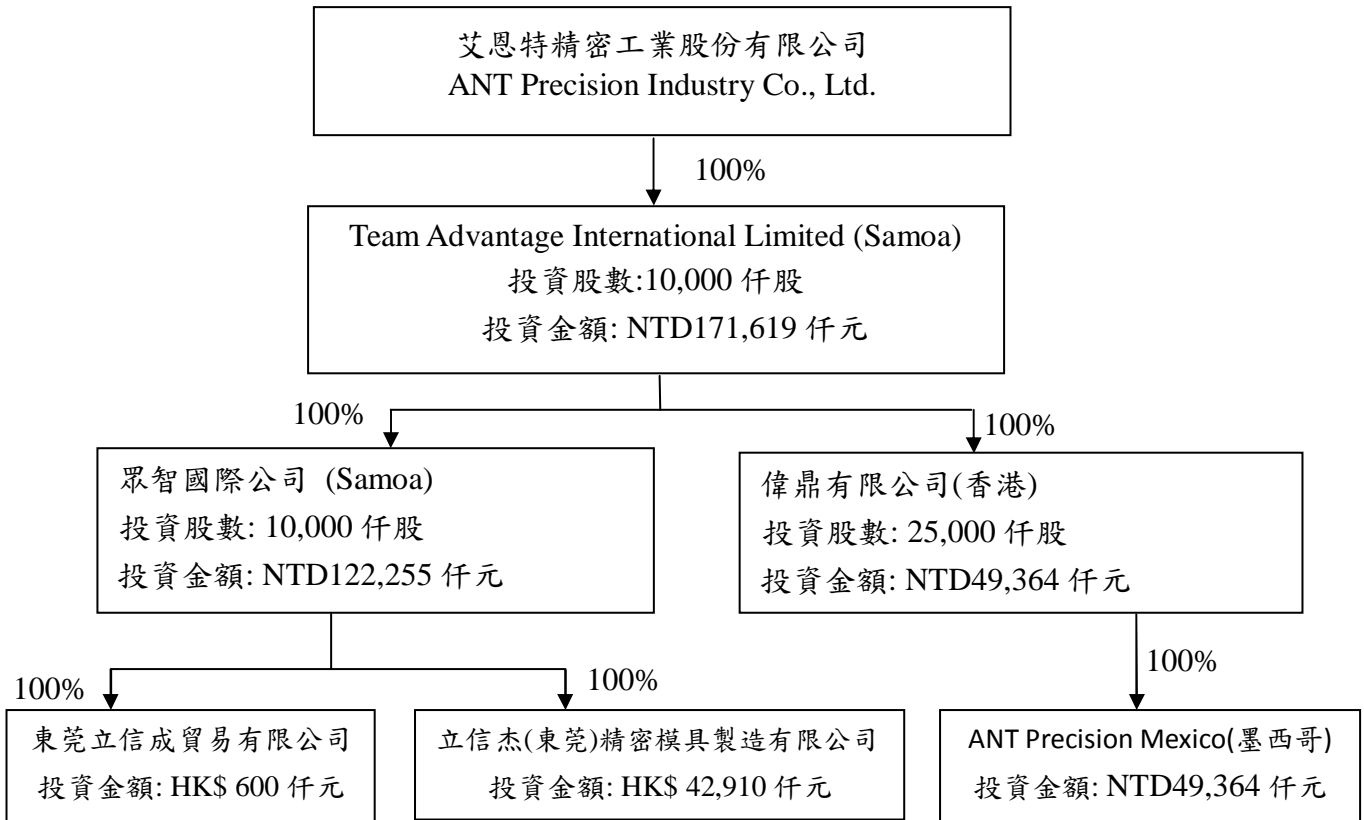 艾恩特精密工業股份有限公司
ANT Precision Industry Co., Ltd.
100%
Team Advantage International Limited (Samoa)
投資股數:10,000 仟股
投資金額: NTD171,619 仟元
100%
100%
眾智國際公司 (Samoa)
投資股數: 10,000 仟股
投資金額: NTD122,255 仟元
偉鼎有限公司(香港)
投資股數: 25,000 仟股
投資金額: NTD49,364 仟元
100%
100%
100%
東莞立信成貿易有限公司
投資金額: HK$ 600 仟元
立信杰(東莞)精密模具製造有限公司
投資金額: HK$ 42,910 仟元
ANT Precision Mexico(墨西哥)
投資金額: NTD49,364 仟元